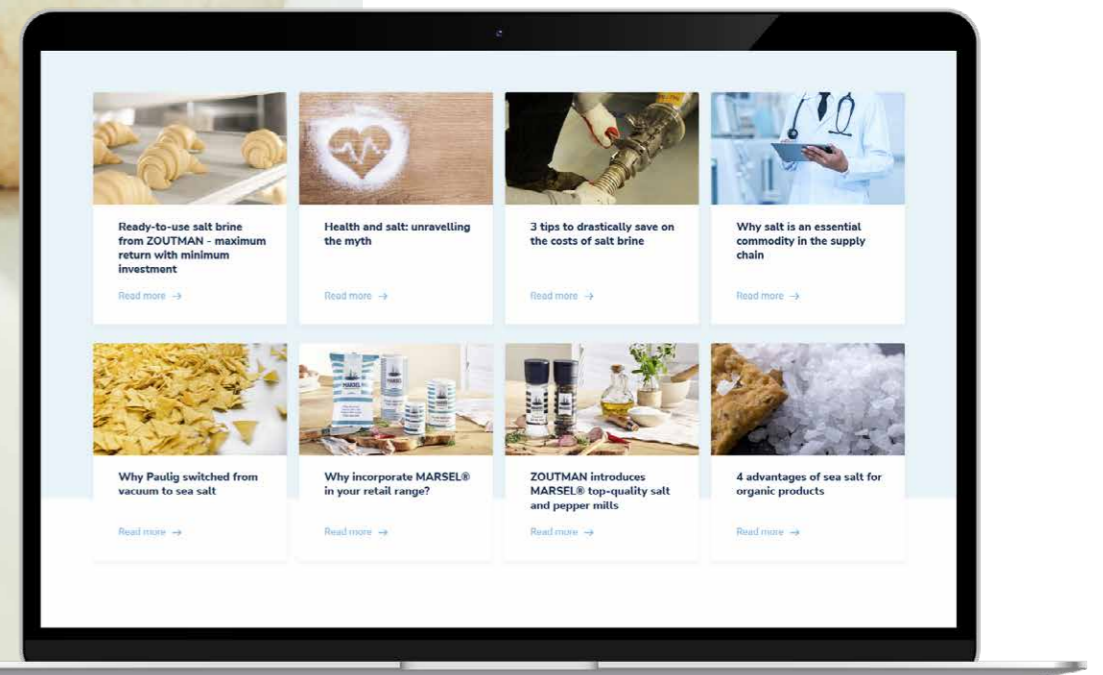 Ready-to-use salt brine
from ZOUTMAN - maximum
return with minimum
investment
Read more →
Health and salt: unravelling
the myth
Read more →
3 tips to drastically save on
the costs of salt brine
Read more →
Why salt is an essential
commodity in the supply
chain
Read more →
MARSEL
MARSEL
Why Paulig switched from
vacuum to sea salt
Read more →
Why incorporate MARSEL®
in your retail range?
Read more →
ZOUTMAN introduces
MARSEL® top-quality salt
and pepper mills
Read more →
4 advantages of sea salt for
organic products
Read more →